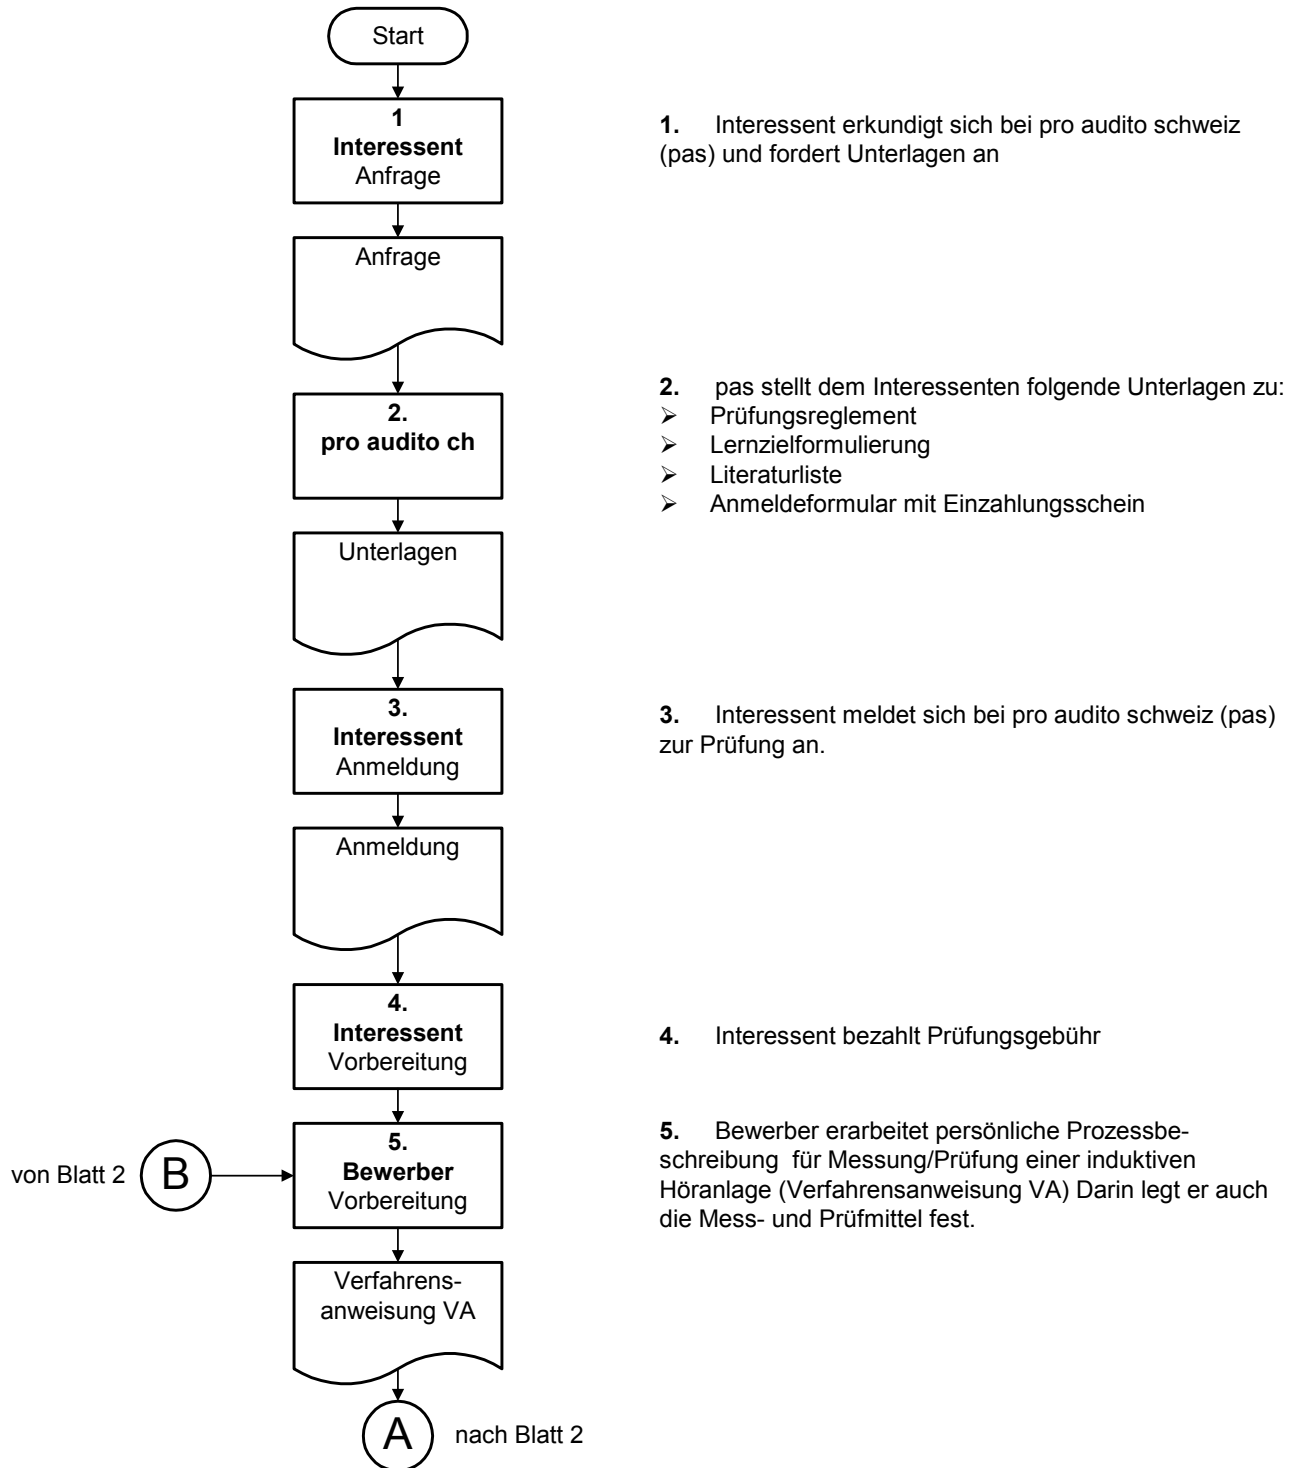 Start
1
Interessent
Anfrage
1. Interessent erkundigt sich bei pro audito schweiz
(pas) und fordert Unterlagen an
Anfrage
2.
pro audito ch
2. pas stellt dem Interessenten folgende Unterlagen zu:
➢ Prüfungsreglement
➢ Lernzielformulierung
➢ Literaturliste
➢ Anmeldeformular mit Einzahlungsschein
Unterlagen
3.
Interessent
Anmeldung
3. Interessent meldet sich bei pro audito schweiz (pas)
zur Prüfung an.
Anmeldung
4.
Interessent
Vorbereitung
4. Interessent bezahlt Prüfungsgebühr
von Blatt 2
B
5.
Bewerber
Vorbereitung
5. Bewerber erarbeitet persönliche Prozessbe-
schreibung für Messung/Prüfung einer induktiven
Höranlage (Verfahrensanweisung VA) Darin legt er auch
die Mess- und Prüfmittel fest.
Verfahrens-
anweisung VA
A
nach Blatt 2